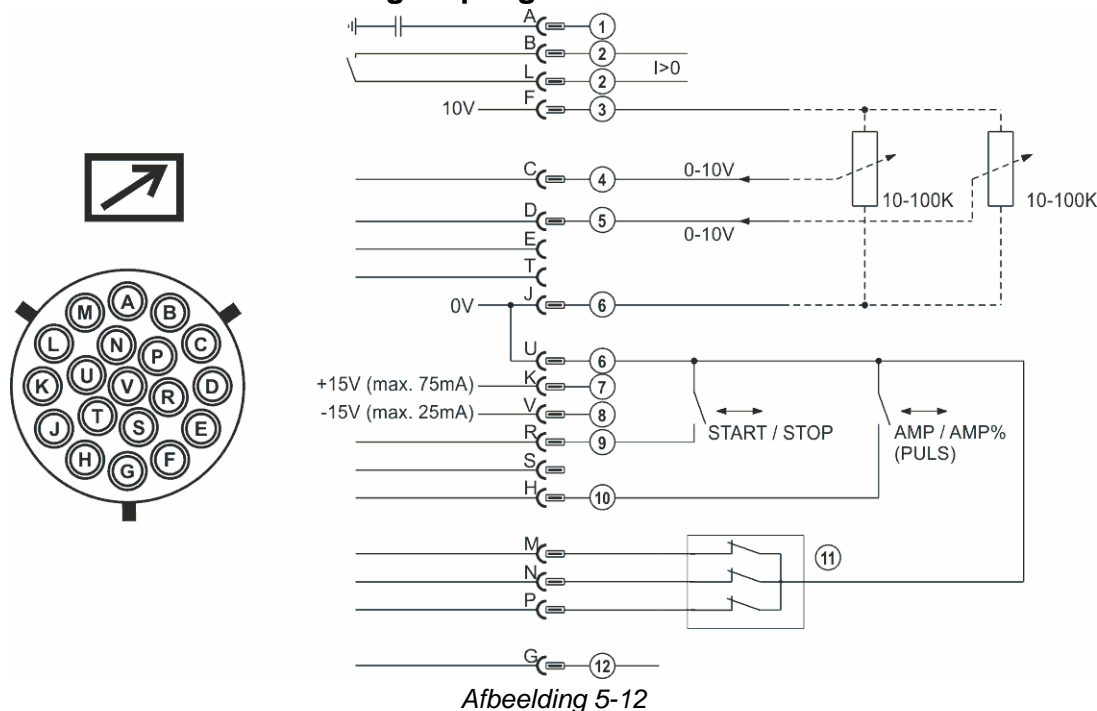 A 1
B 2
L 2 I>0
10V F 3
C 4 0-10V
10-100K 10-100K
D 5
0-10V
E
T
0V J 6
U 6
+15V (max. 75mA) K 7
-15V (max. 25mA) V 8
R 9 START / STOP AMP / AMP%
(PULS)
S
H 10
M 11
N
P
G 12
A
M B
L N P C
K U V R D
J T S E
H G F
Afbeelding 5-12